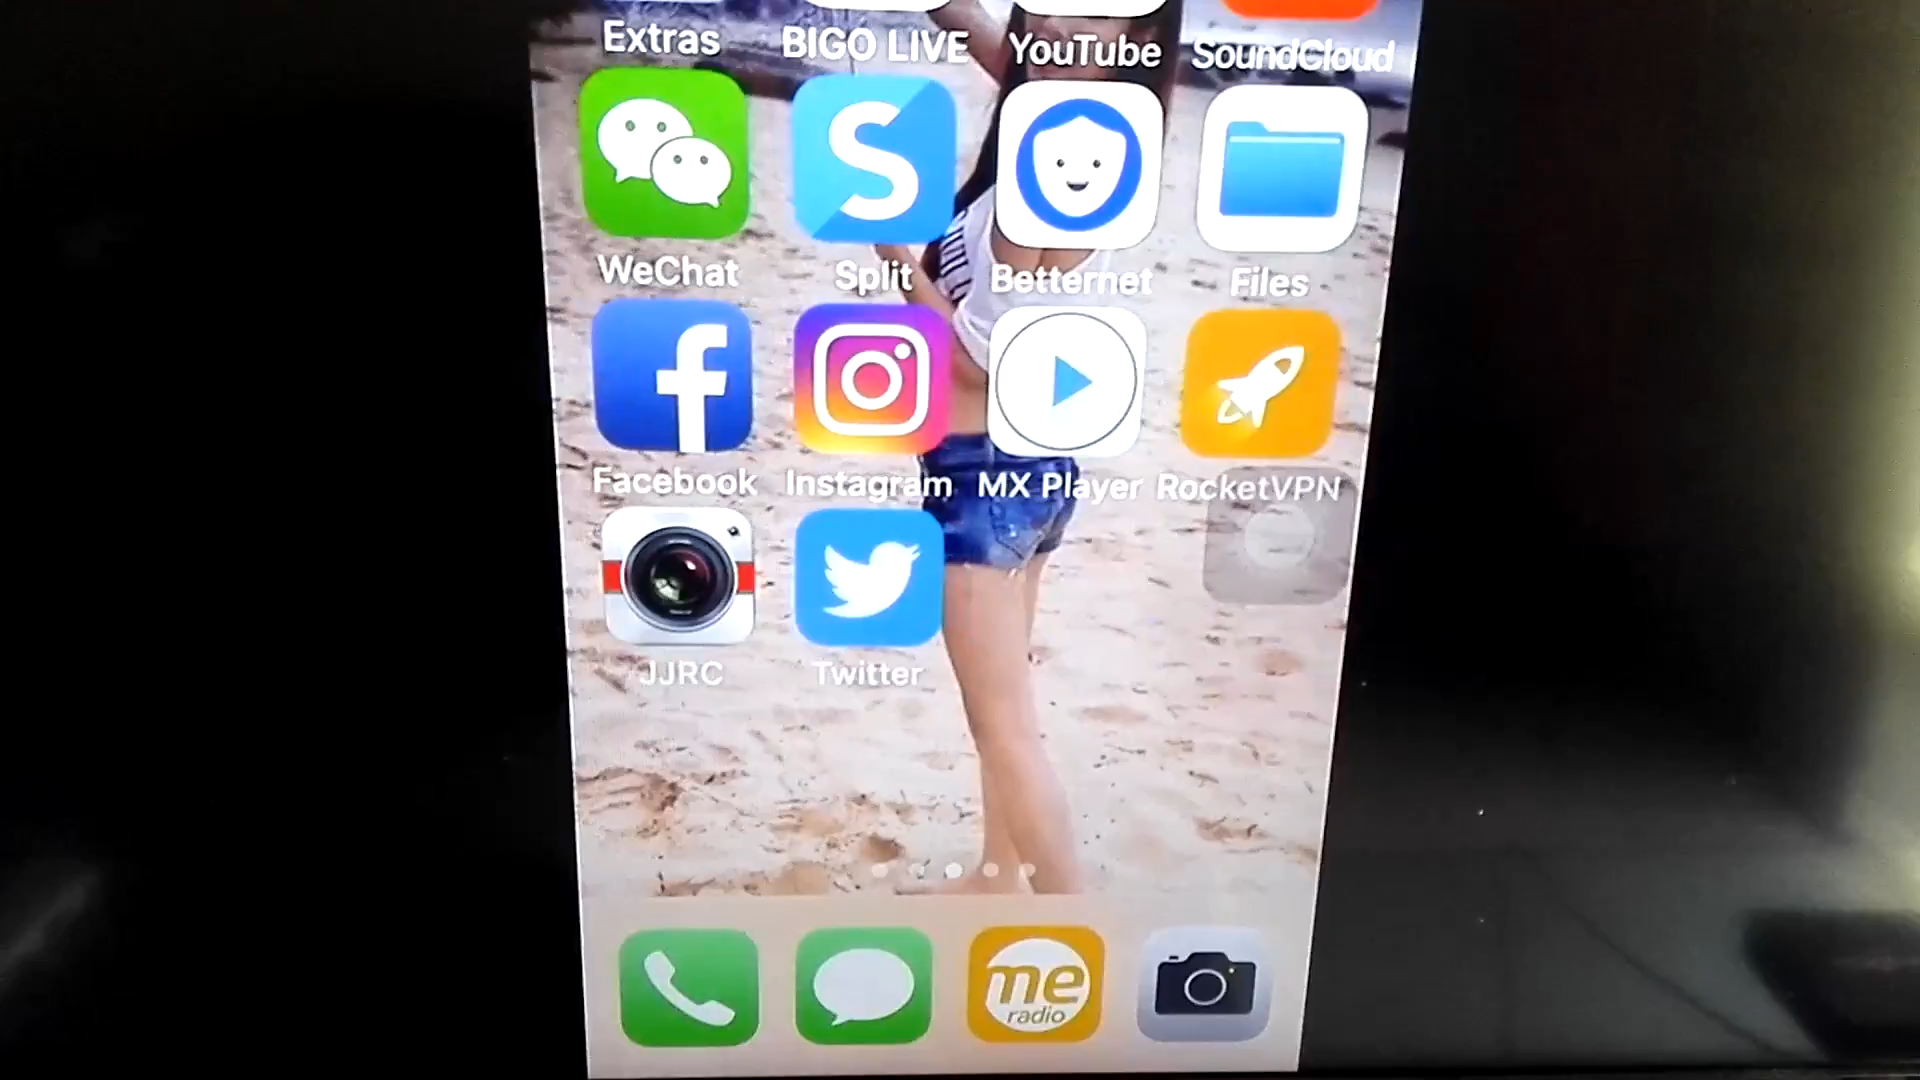 Extras BIGO LIVE YouTube SoundCloud
WeChat Split Betternet Files
Facebook Instagram MX Player RocketVPN
JJRC Twitter
me
radio